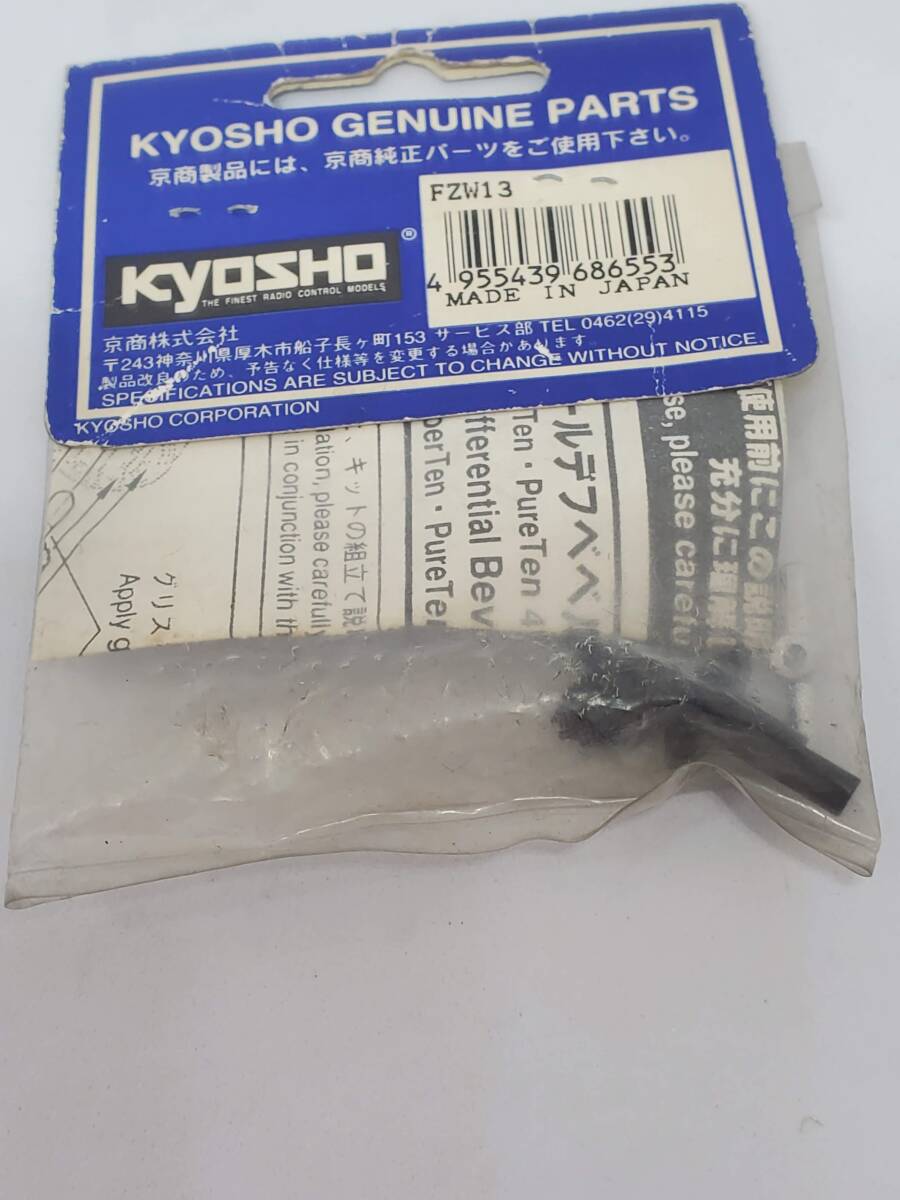 KYOSHO GENUINE PARTS
京商製品には、京商純正パーツをご使用下さい。
FZW13
4 955439 686553
MADE IN JAPAN
KYOSHO ®
THE FINEST RADIO CONTROL MODELS
京商株式会社
〒243神奈川県厚木市船子長ヶ町153 サービス部 TEL 0462(29)4115
製品改良のため、予告なく仕様等を変更する場合があります
SPECIFICATIONS ARE SUBJECT TO CHANGE WITHOUT NOTICE.
KYOSHO CORPORATION
使用前にこの説明
充分に理解
se, please carefu
ールデフベベル
Ten・PureTen 4
fferential Bev
perTen・PureTen
、キットの組立て説
ation, please carefully
in conjunction with th
グリス
Apply g